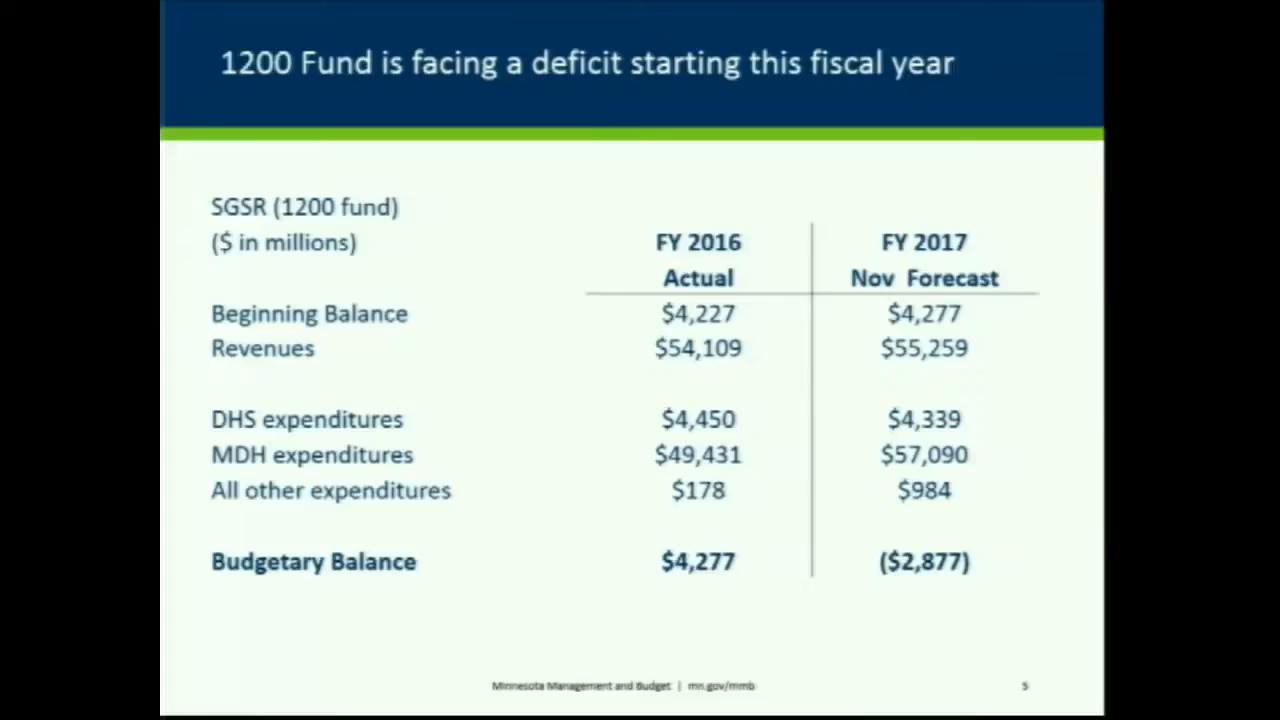 1200 Fund is facing a deficit starting this fiscal year
SGSR (1200 fund)
($ in millions) FY 2016 FY 2017
Actual Nov Forecast
Beginning Balance $4,227 $4,277
Revenues $54,109 $55,259
DHS expenditures $4,450 $4,339
MDH expenditures $49,431 $57,090
All other expenditures $178 $984
Budgetary Balance $4,277 ($2,877)
Minnesota Management and Budget | mn.gov/mmb 5